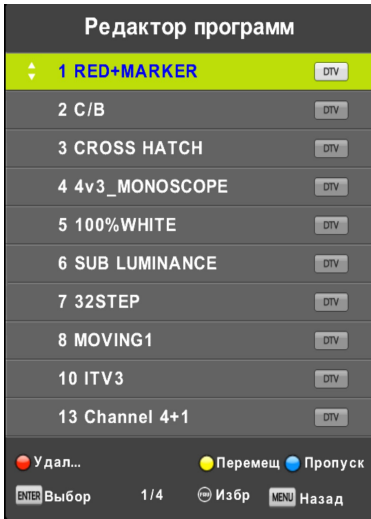 Редактор программ
1 RED+MARKER DTV
2 C/B DTV
3 CROSS HATCH DTV
4 4v3_MONOSCOPE DTV
5 100%WHITE DTV
6 SUB LUMINANCE DTV
7 32STEP DTV
8 MOVING1 DTV
10 ITV3 DTV
13 Channel 4+1 DTV
Удал... Перемещ Пропуск
ENTER Выбор 1/4 FAV Избр MENU Назад